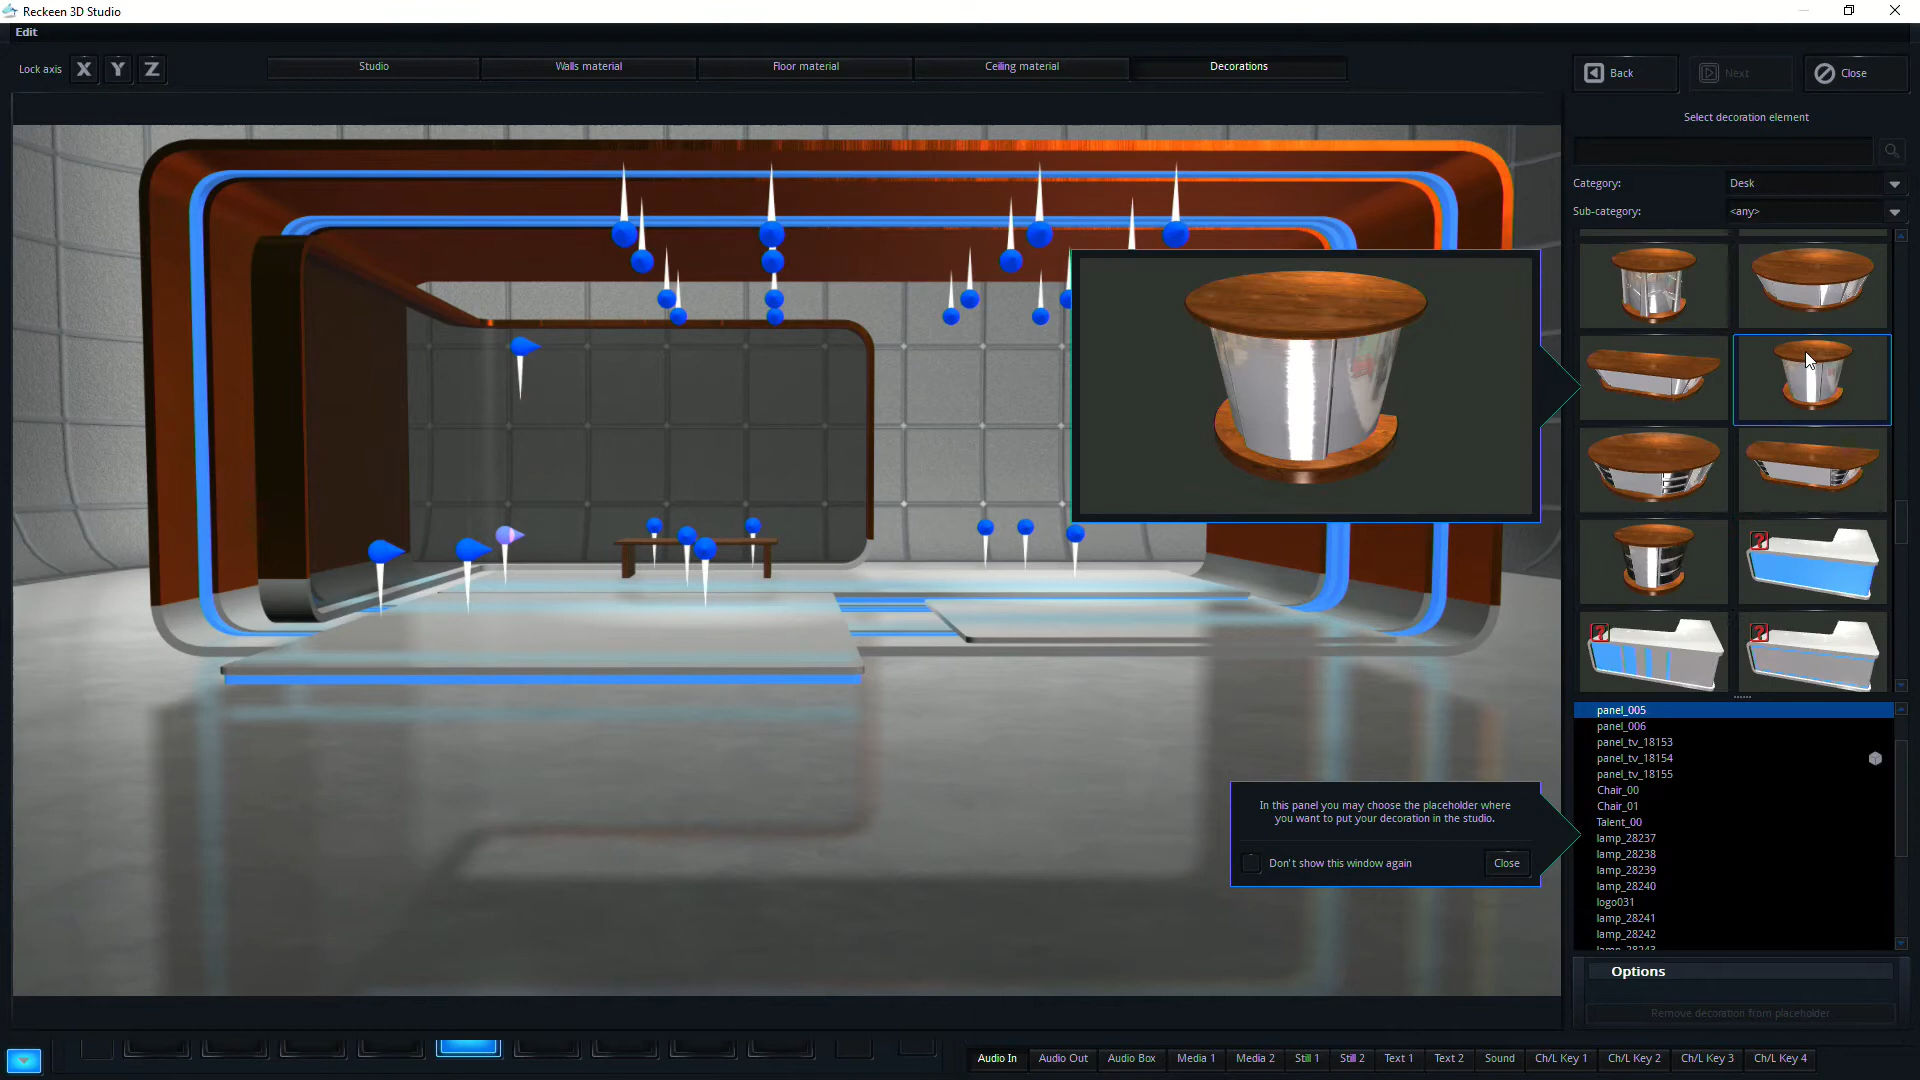 Reckeen 3D Studio
Edit
Lock axis X Y Z
Studio
Walls material
Floor material
Ceiling material
Decorations
Back
Next
Close
Select decoration element
Category: Desk
Sub-category: <any>
?
? ?
In this panel you may choose the placeholder where
you want to put your decoration in the studio.
Don't show this window again
Close
panel_005
panel_006
panel_tv_18153
panel_tv_18154
panel_tv_18155
Chair_00
Chair_01
Talent_00
lamp_28237
lamp_28238
lamp_28239
lamp_28240
logo031
lamp_28241
lamp_28242
lamp_28243
Options
Remove decoration from placeholder
Audio In
Audio Out
Audio Box
Media 1
Media 2
Still 1
Still 2
Text 1
Text 2
Sound
Ch/L Key 1
Ch/L Key 2
Ch/L Key 3
Ch/L Key 4